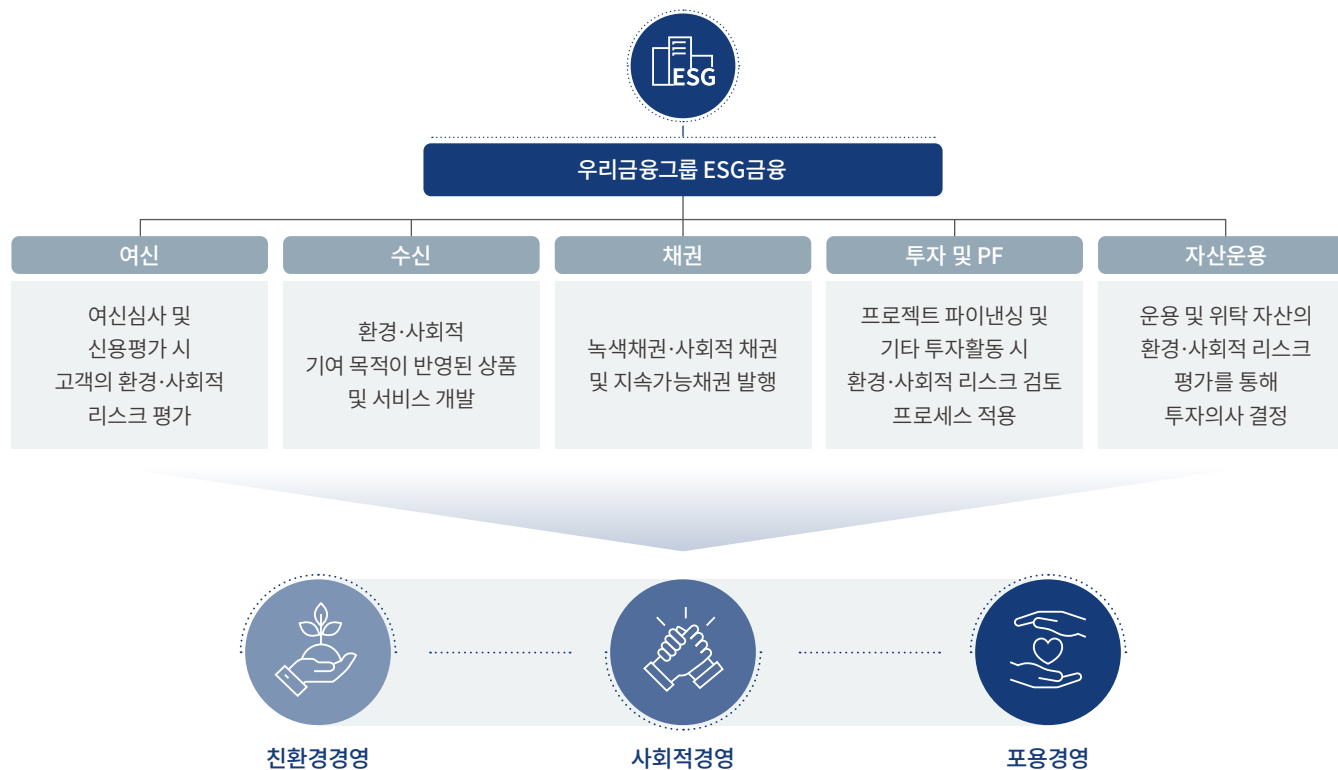 ESG
우리금융그룹 ESG금융
여신
여신심사 및
신용평가 시
고객의 환경·사회적
리스크 평가
수신
환경·사회적
기여 목적이 반영된 상품
및 서비스 개발
채권
녹색채권·사회적 채권
및 지속가능채권 발행
투자 및 PF
프로젝트 파이낸싱 및
기타 투자활동 시
환경·사회적 리스크 검토
프로세스 적용
자산운용
운용 및 위탁 자산의
환경·사회적 리스크
평가를 통해
투자의사 결정
친환경경영
사회적경영
포용경영